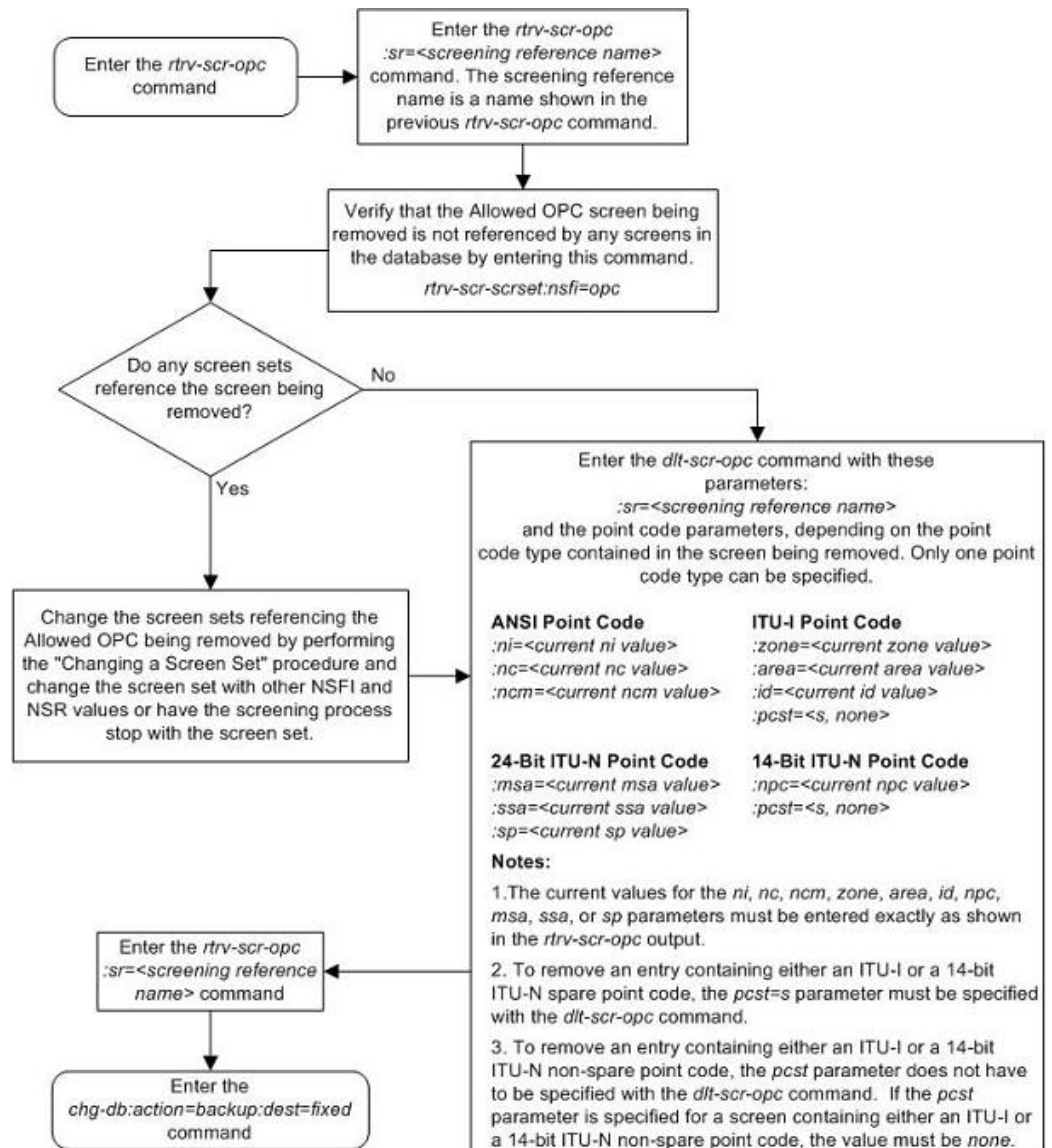 Enter the rtrv-scr-opc
command
Enter the rtrv-scr-opc
:sr=<screening reference name>
command. The screening reference
name is a name shown in the
previous rtrv-scr-opc command.
Verify that the Allowed OPC screen being
removed is not referenced by any screens in
the database by entering this command.
rtrv-scr-scrset:nsfi=opc
Do any screen sets
reference the screen being
removed?
No
Yes
Change the screen sets referencing the
Allowed OPC being removed by performing
the "Changing a Screen Set" procedure and
change the screen set with other NSFI and
NSR values or have the screening process
stop with the screen set.
Enter the dlt-scr-opc command with these
parameters:
:sr=<screening reference name>
and the point code parameters, depending on the point
code type contained in the screen being removed. Only one point
code type can be specified.
ANSI Point Code
:ni=<current ni value>
:nc=<current nc value>
:ncm=<current ncm value>
ITU-I Point Code
:zone=<current zone value>
:area=<current area value>
:id=<current id value>
:pcst=<s, none>
24-Bit ITU-N Point Code
:msa=<current msa value>
:ssa=<current ssa value>
:sp=<current sp value>
14-Bit ITU-N Point Code
:npc=<current npc value>
:pcst=<s, none>
Notes:
1.The current values for the ni, nc, ncm, zone, area, id, npc,
msa, ssa, or sp parameters must be entered exactly as shown
in the rtrv-scr-opc output.
2. To remove an entry containing either an ITU-I or a 14-bit
ITU-N spare point code, the pcst=s parameter must be specified
with the dlt-scr-opc command.
3. To remove an entry containing either an ITU-I or a 14-bit
ITU-N non-spare point code, the pcst parameter does not have
to be specified with the dlt-scr-opc command. If the pcst
parameter is specified for a screen containing either an ITU-I or
a 14-bit ITU-N non-spare point code, the value must be none.
Enter the rtrv-scr-opc
:sr=<screening reference
name> command
Enter the
chg-db:action=backup:dest=fixed
command